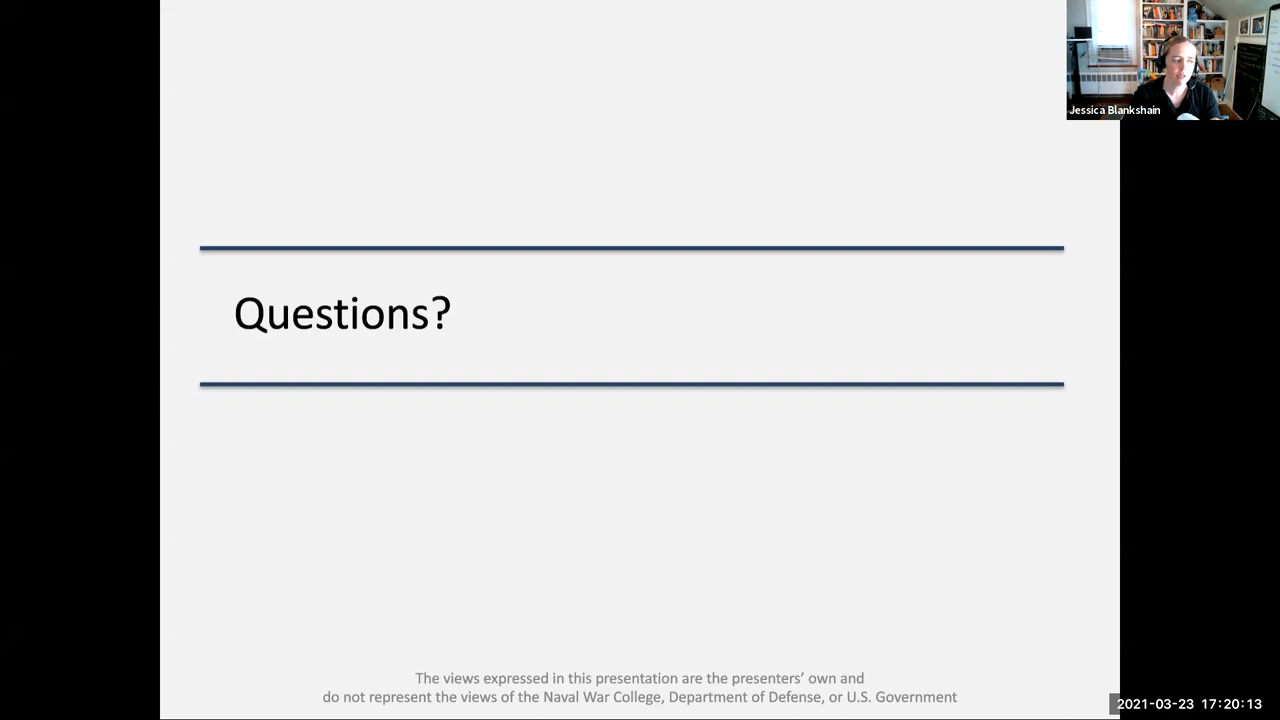 Jessica Blankshain
Questions?
The views expressed in this presentation are the presenters’ own and
do not represent the views of the Naval War College, Department of Defense, or U.S. Government
2021-03-23 17:20:13